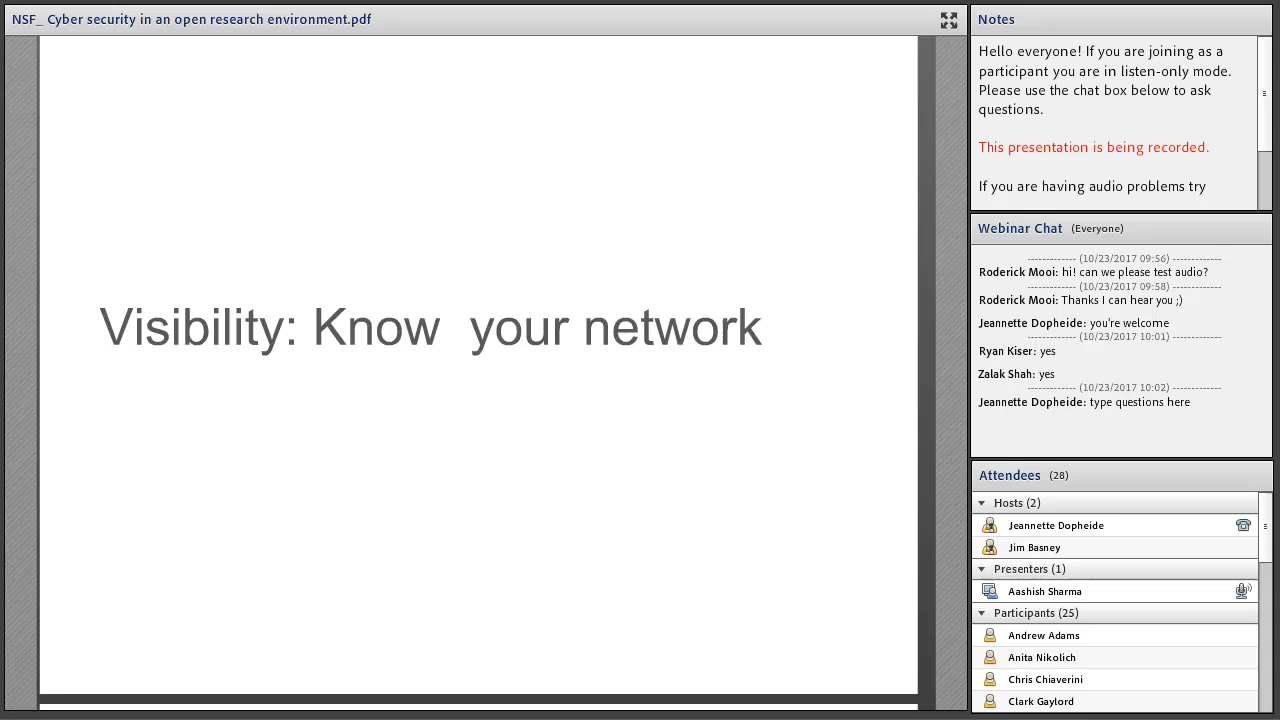 NSF_ Cyber security in an open research environment.pdf
Visibility: Know  your network
Notes
Hello everyone! If you are joining as a
participant you are in listen-only mode.
Please use the chat box below to ask
questions.
This presentation is being recorded.
If you are having audio problems try
Webinar Chat (Everyone)
------------- (10/23/2017 09:56) -------------
Roderick Mooi: hi! can we please test audio?
------------- (10/23/2017 09:58) -------------
Roderick Mooi: Thanks I can hear you ;)
Jeannette Dopheide: you're welcome
------------- (10/23/2017 10:01) -------------
Ryan Kiser: yes
Zalak Shah: yes
------------- (10/23/2017 10:02) -------------
Jeannette Dopheide: type questions here
Attendees (28)
Hosts (2)
Jeannette Dopheide
Jim Basney
Presenters (1)
Aashish Sharma
Participants (25)
Andrew Adams
Anita Nikolich
Chris Chiaverini
Clark Gaylord